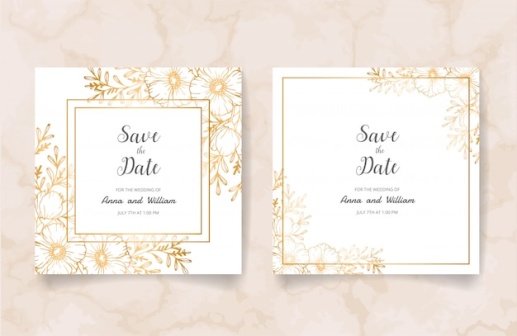 Save
the
Date
FOR THE WEDDING OF
Anna and William
JULY 7TH AT 1:00 PM
Save
the
Date
FOR THE WEDDING OF
Anna and William
JULY 7TH AT 1:00 PM